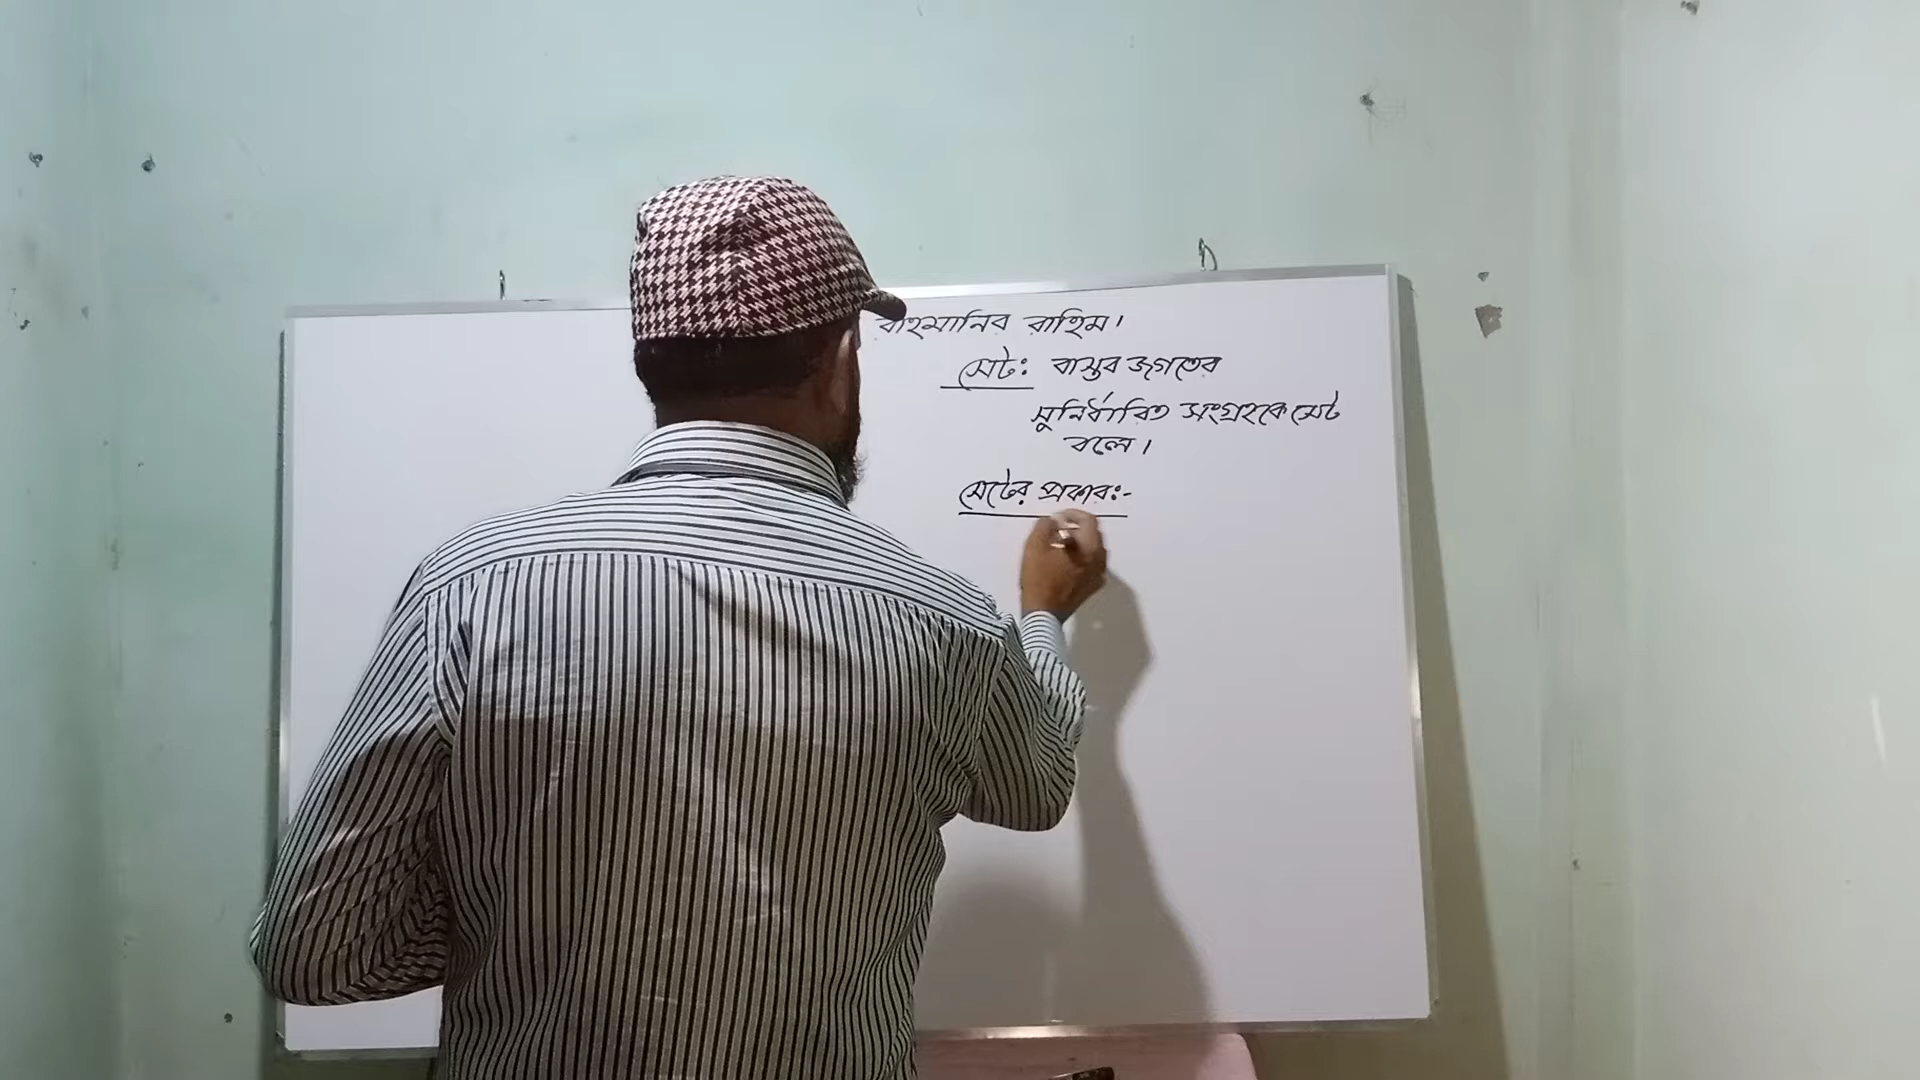 রাহমানির রাহিম।
সেট: বাস্তব জগতের
সুনির্ধারিত সংগ্রহকে সেট
বলে।
সেটের প্রকার:-